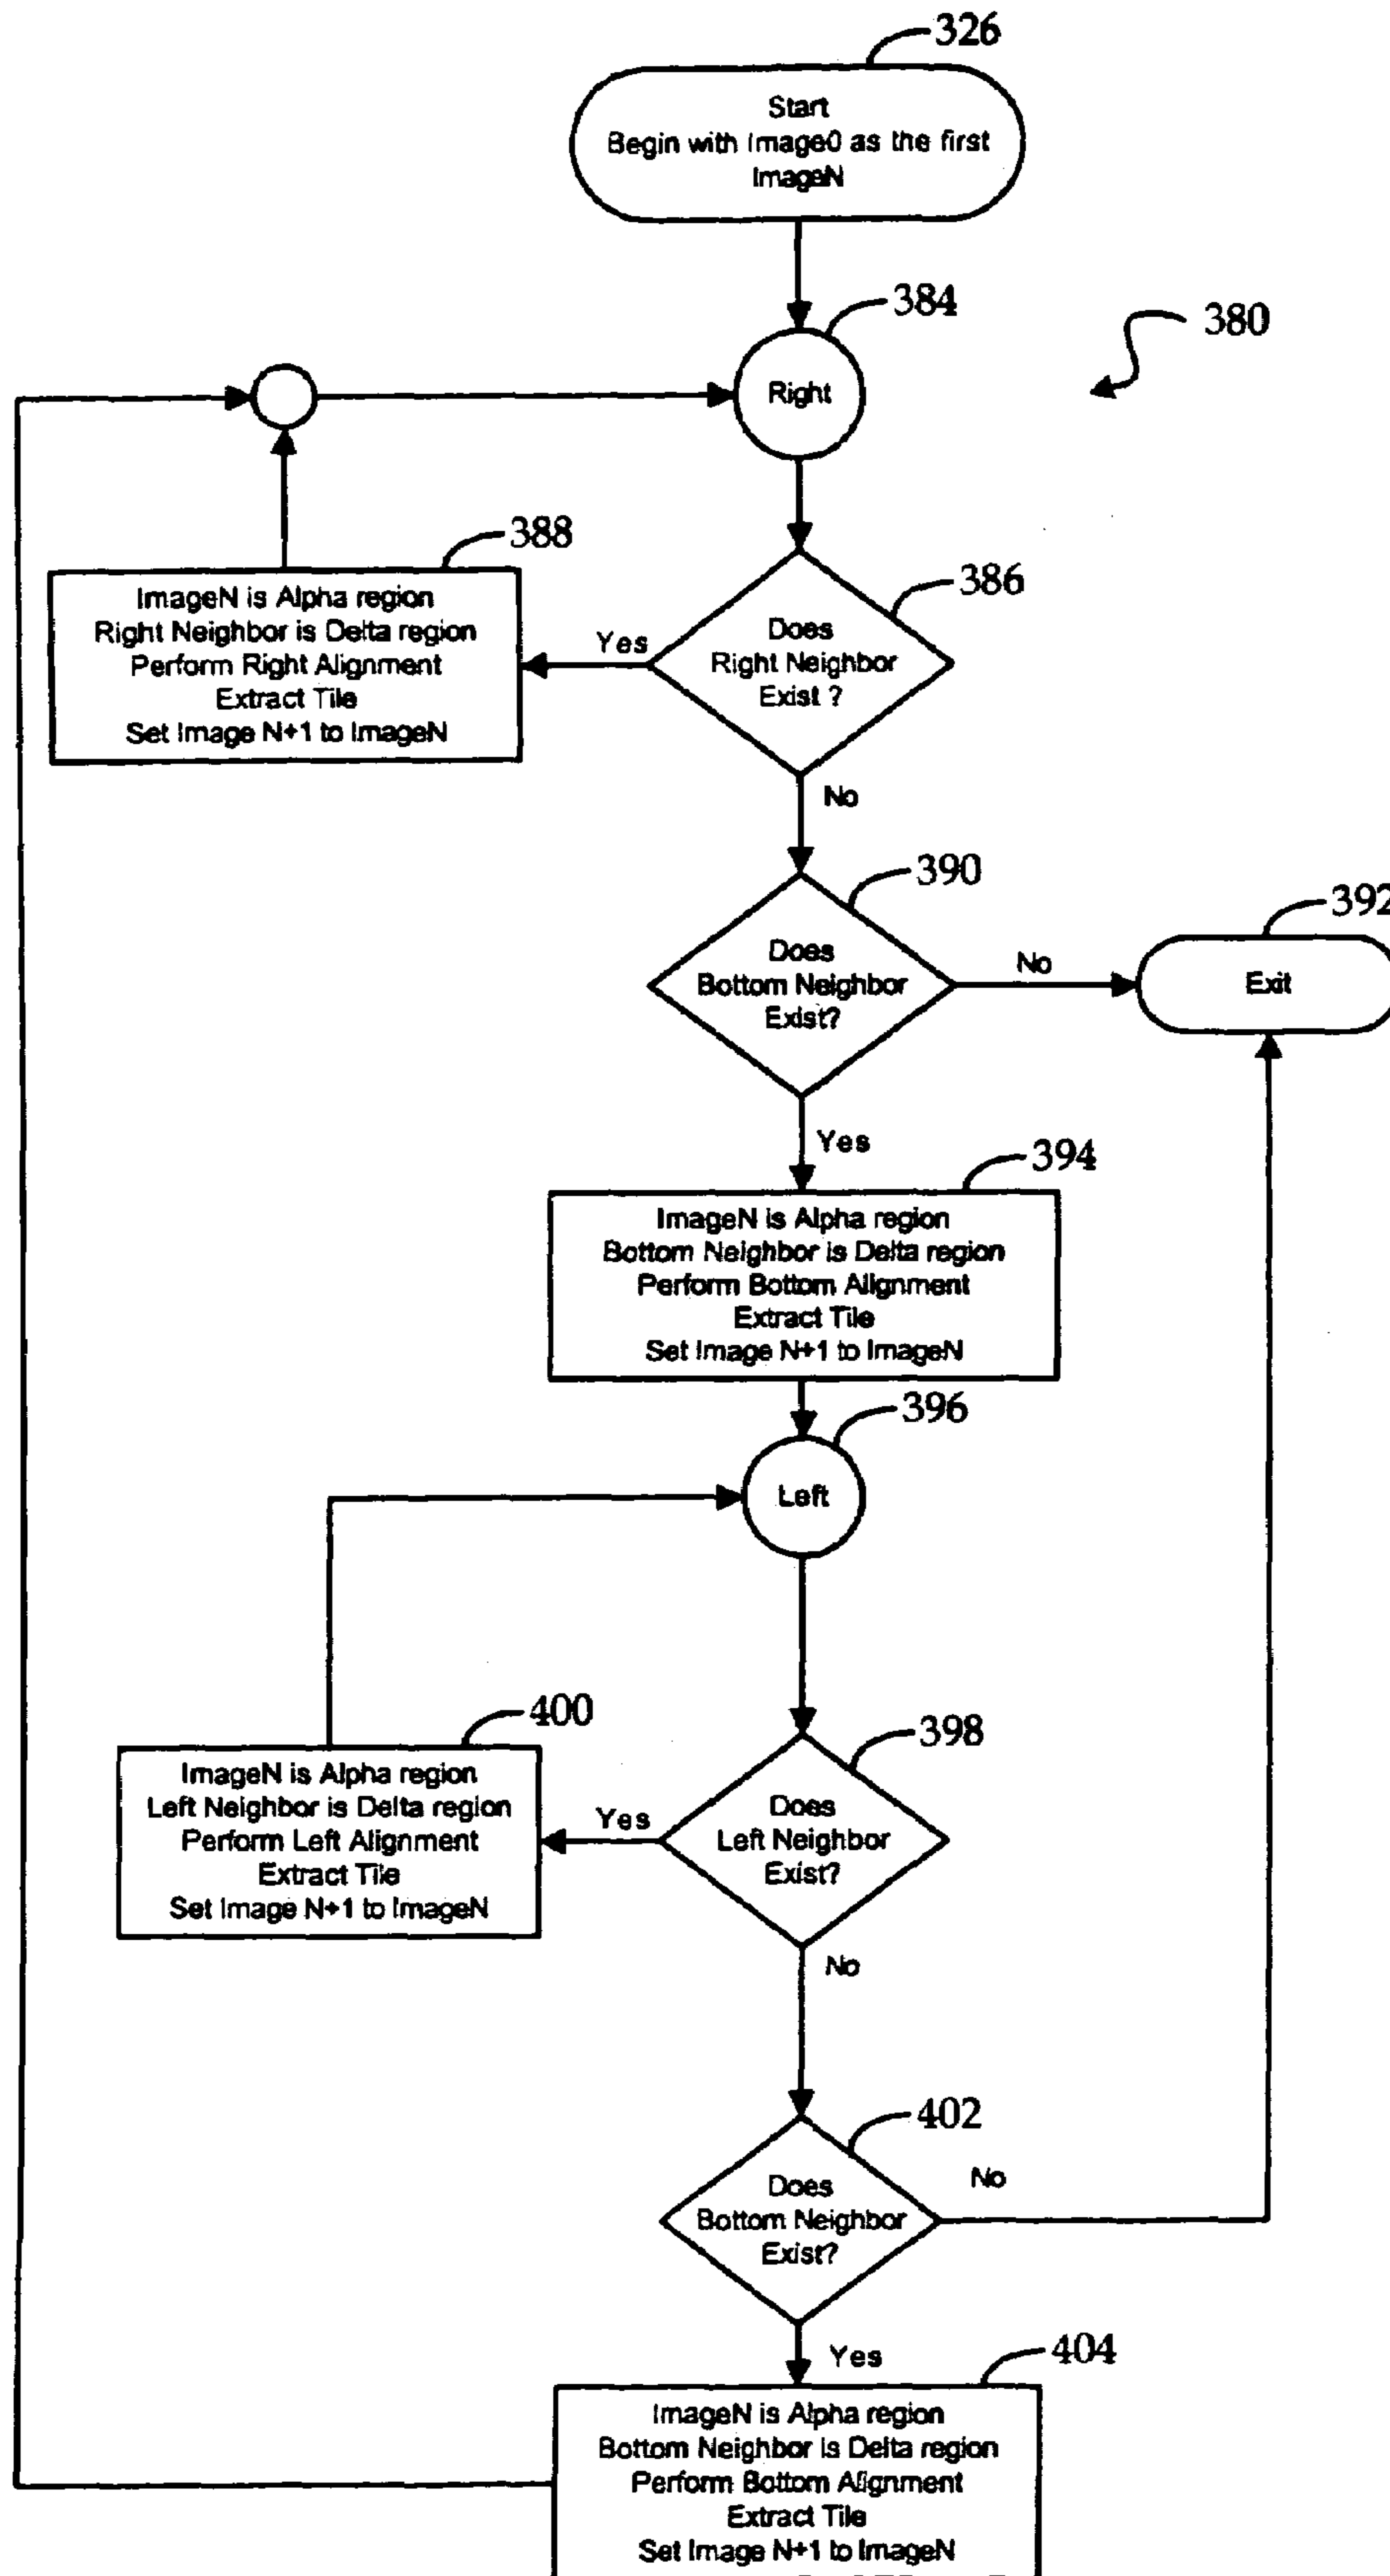 326
Start
Begin with Image0 as the first
ImageN
384
Right
380
388
ImageN is Alpha region
Right Neighbor is Delta region
Perform Right Alignment
Extract Tile
Set Image N+1 to ImageN
Yes
386
Does
Right Neighbor
Exist ?
No
390
Does
Bottom Neighbor
Exist?
No
392
Exit
Yes
394
ImageN is Alpha region
Bottom Neighbor is Delta region
Perform Bottom Alignment
Extract Tile
Set Image N+1 to ImageN
396
Left
400
ImageN is Alpha region
Left Neighbor is Delta region
Perform Left Alignment
Extract Tile
Set Image N+1 to ImageN
Yes
398
Does
Left Neighbor
Exist?
No
402
Does
Bottom Neighbor
Exist?
No
Yes
404
ImageN is Alpha region
Bottom Neighbor is Delta region
Perform Bottom Alignment
Extract Tile
Set Image N+1 to ImageN